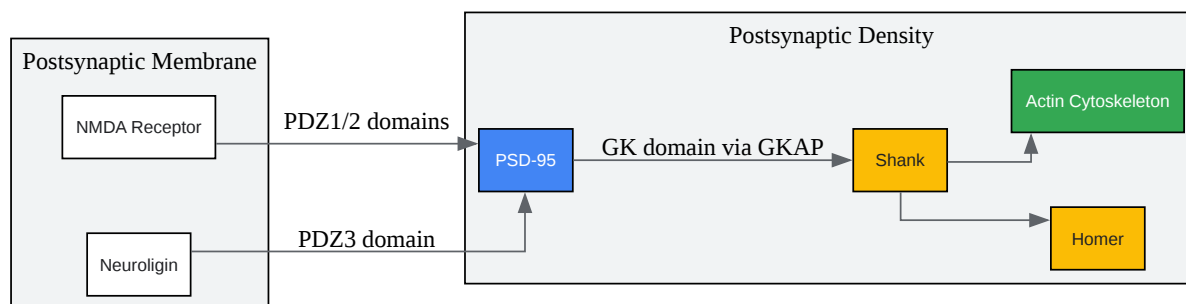 Postsynaptic Membrane
NMDA Receptor
Neuroligin
PDZ1/2 domains
PDZ3 domain
Postsynaptic Density
PSD-95
GK domain via GKAP
Shank
Actin Cytoskeleton
Homer